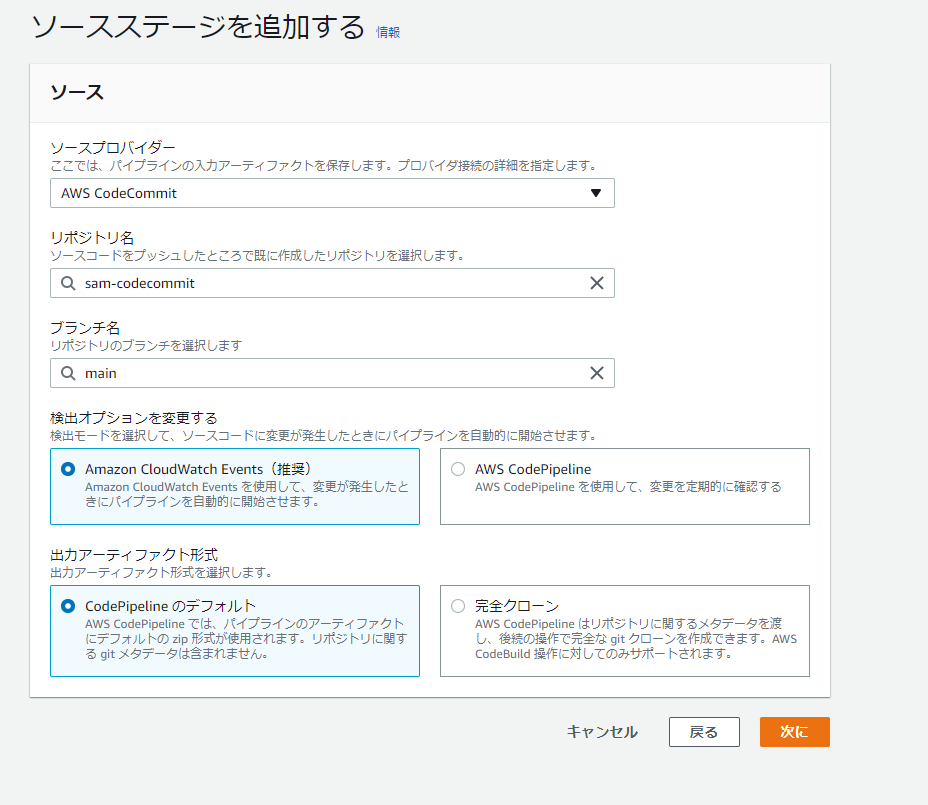 ソースステージを追加する 情報
ソース
ソースプロバイダー
ここでは、パイプラインの入力アーティファクトを保存します。プロバイダ接続の詳細を指定します。
AWS CodeCommit
リポジトリ名
ソースコードをプッシュしたところで既に作成したリポジトリを選択します。
sam-codecommit
ブランチ名
リポジトリのブランチを選択します
main
検出オプションを変更する
検出モードを選択して、ソースコードに変更が発生したときにパイプラインを自動的に開始させます。
Amazon CloudWatch Events（推奨）
Amazon CloudWatch Events を使用して、変更が発生したと
きにパイプラインを自動的に開始させます。
AWS CodePipeline
AWS CodePipeline を使用して、変更を定期的に確認する
出力アーティファクト形式
出力アーティファクト形式を選択します。
CodePipeline のデフォルト
AWS CodePipeline では、パイプラインのアーティファクト
にデフォルトの zip 形式が使用されます。リポジトリに関す
る git メタデータは含まれません。
完全クローン
AWS CodePipeline はリポジトリに関するメタデータを渡
し、後続の操作で完全な git クローンを作成できます。AWS
CodeBuild 操作に対してのみサポートされます。
キャンセル 戻る 次に